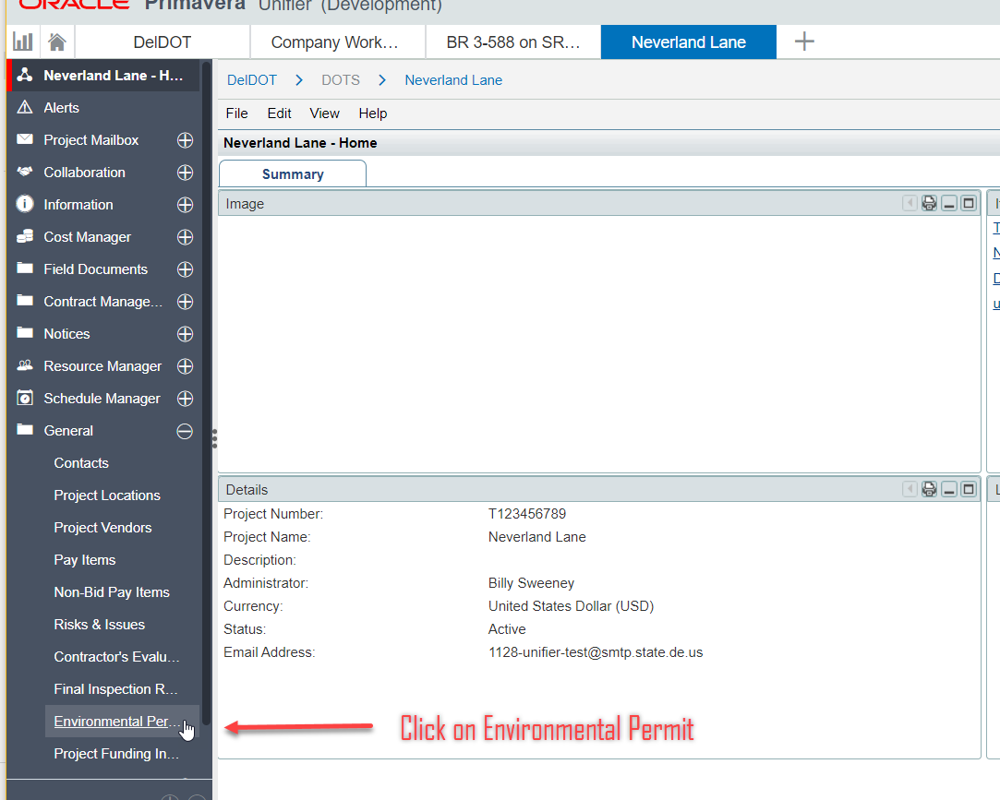 ORACLE Primavera Unifier (Development)
DelDOT
Company Work...
BR 3-588 on SR...
Neverland Lane
Neverland Lane - H...
Alerts
Project Mailbox
Collaboration
Information
Cost Manager
Field Documents
Contract Manage...
Notices
Resource Manager
Schedule Manager
General
Contacts
Project Locations
Project Vendors
Pay Items
Non-Bid Pay Items
Risks & Issues
Contractor's Evalu...
Final Inspection R...
Environmental Per...
Project Funding In...
DelDOT > DOTS > Neverland Lane
File Edit View Help
Neverland Lane - Home
Summary
Image
Details
Project Number: T123456789
Project Name: Neverland Lane
Description:
Administrator: Billy Sweeney
Currency: United States Dollar (USD)
Status: Active
Email Address: 1128-unifier-test@smtp.state.de.us
Click on Environmental Permit